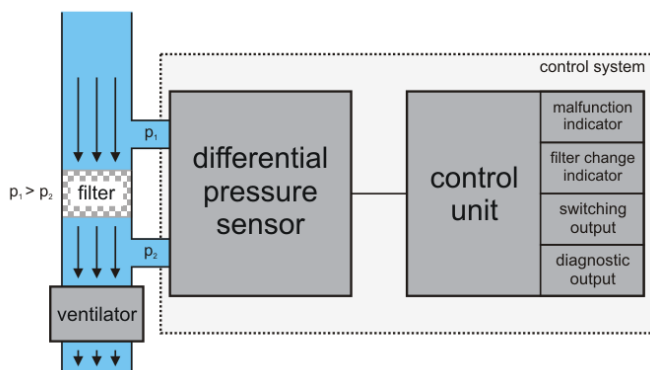 control system
p₁
malfunction
indicator
differential
pressure
sensor
control
unit
filter change
indicator
p₁ > p₂
filter
switching
output
p₂
diagnostic
output
ventilator